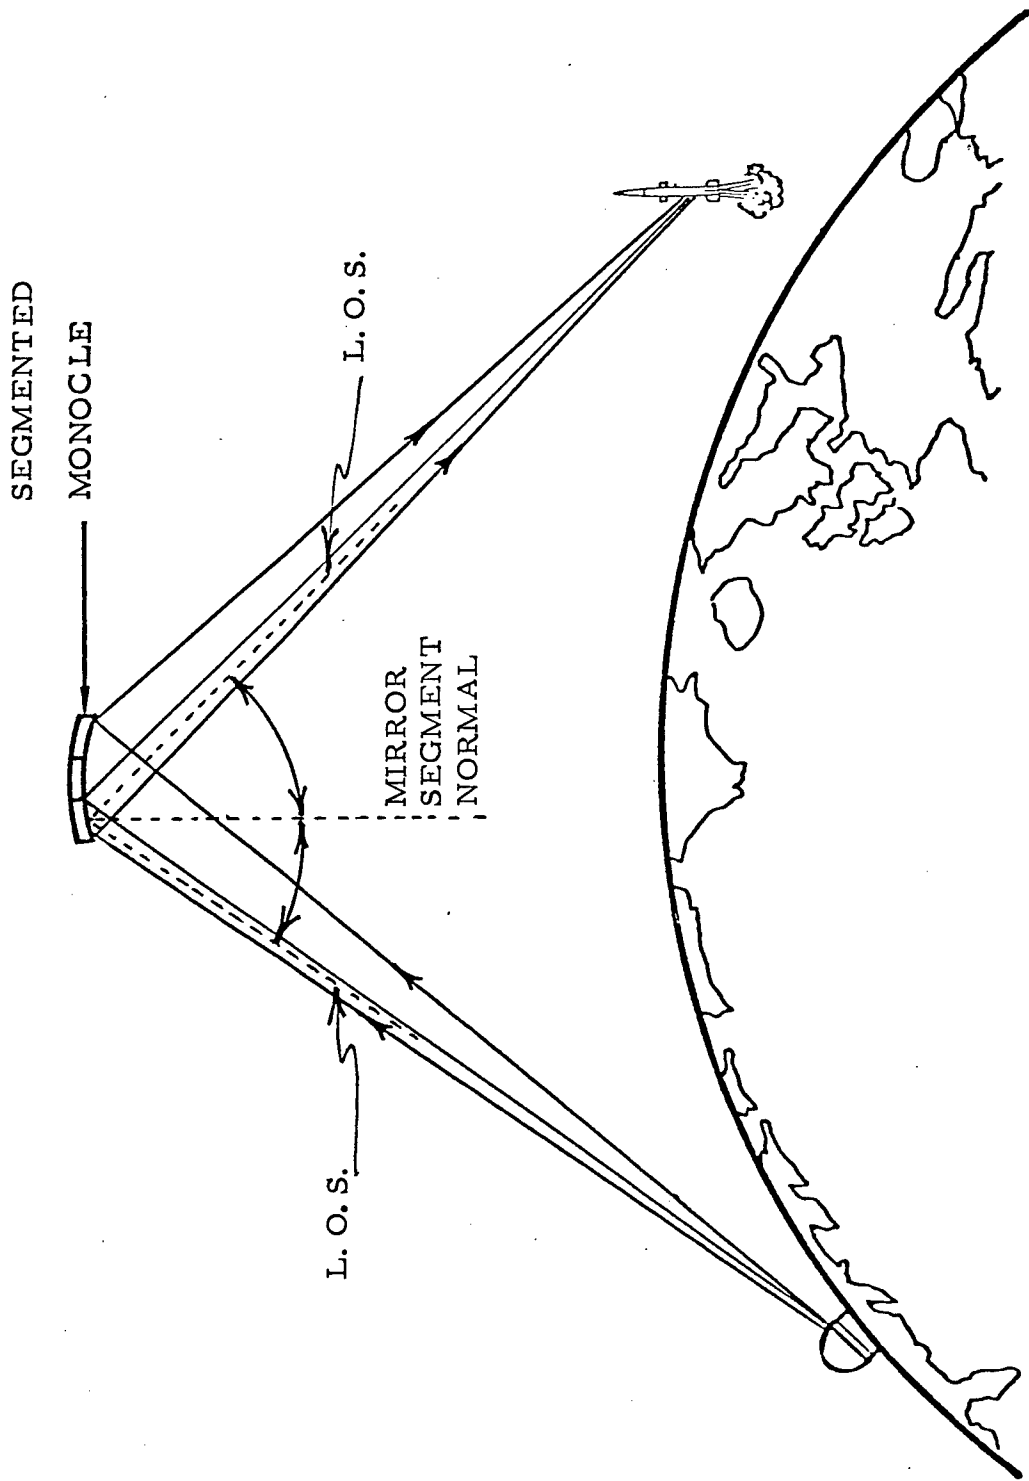 SEGMENTED
MONOCLE
L. O. S.
MIRROR
SEGMENT
NORMAL
L. O. S.